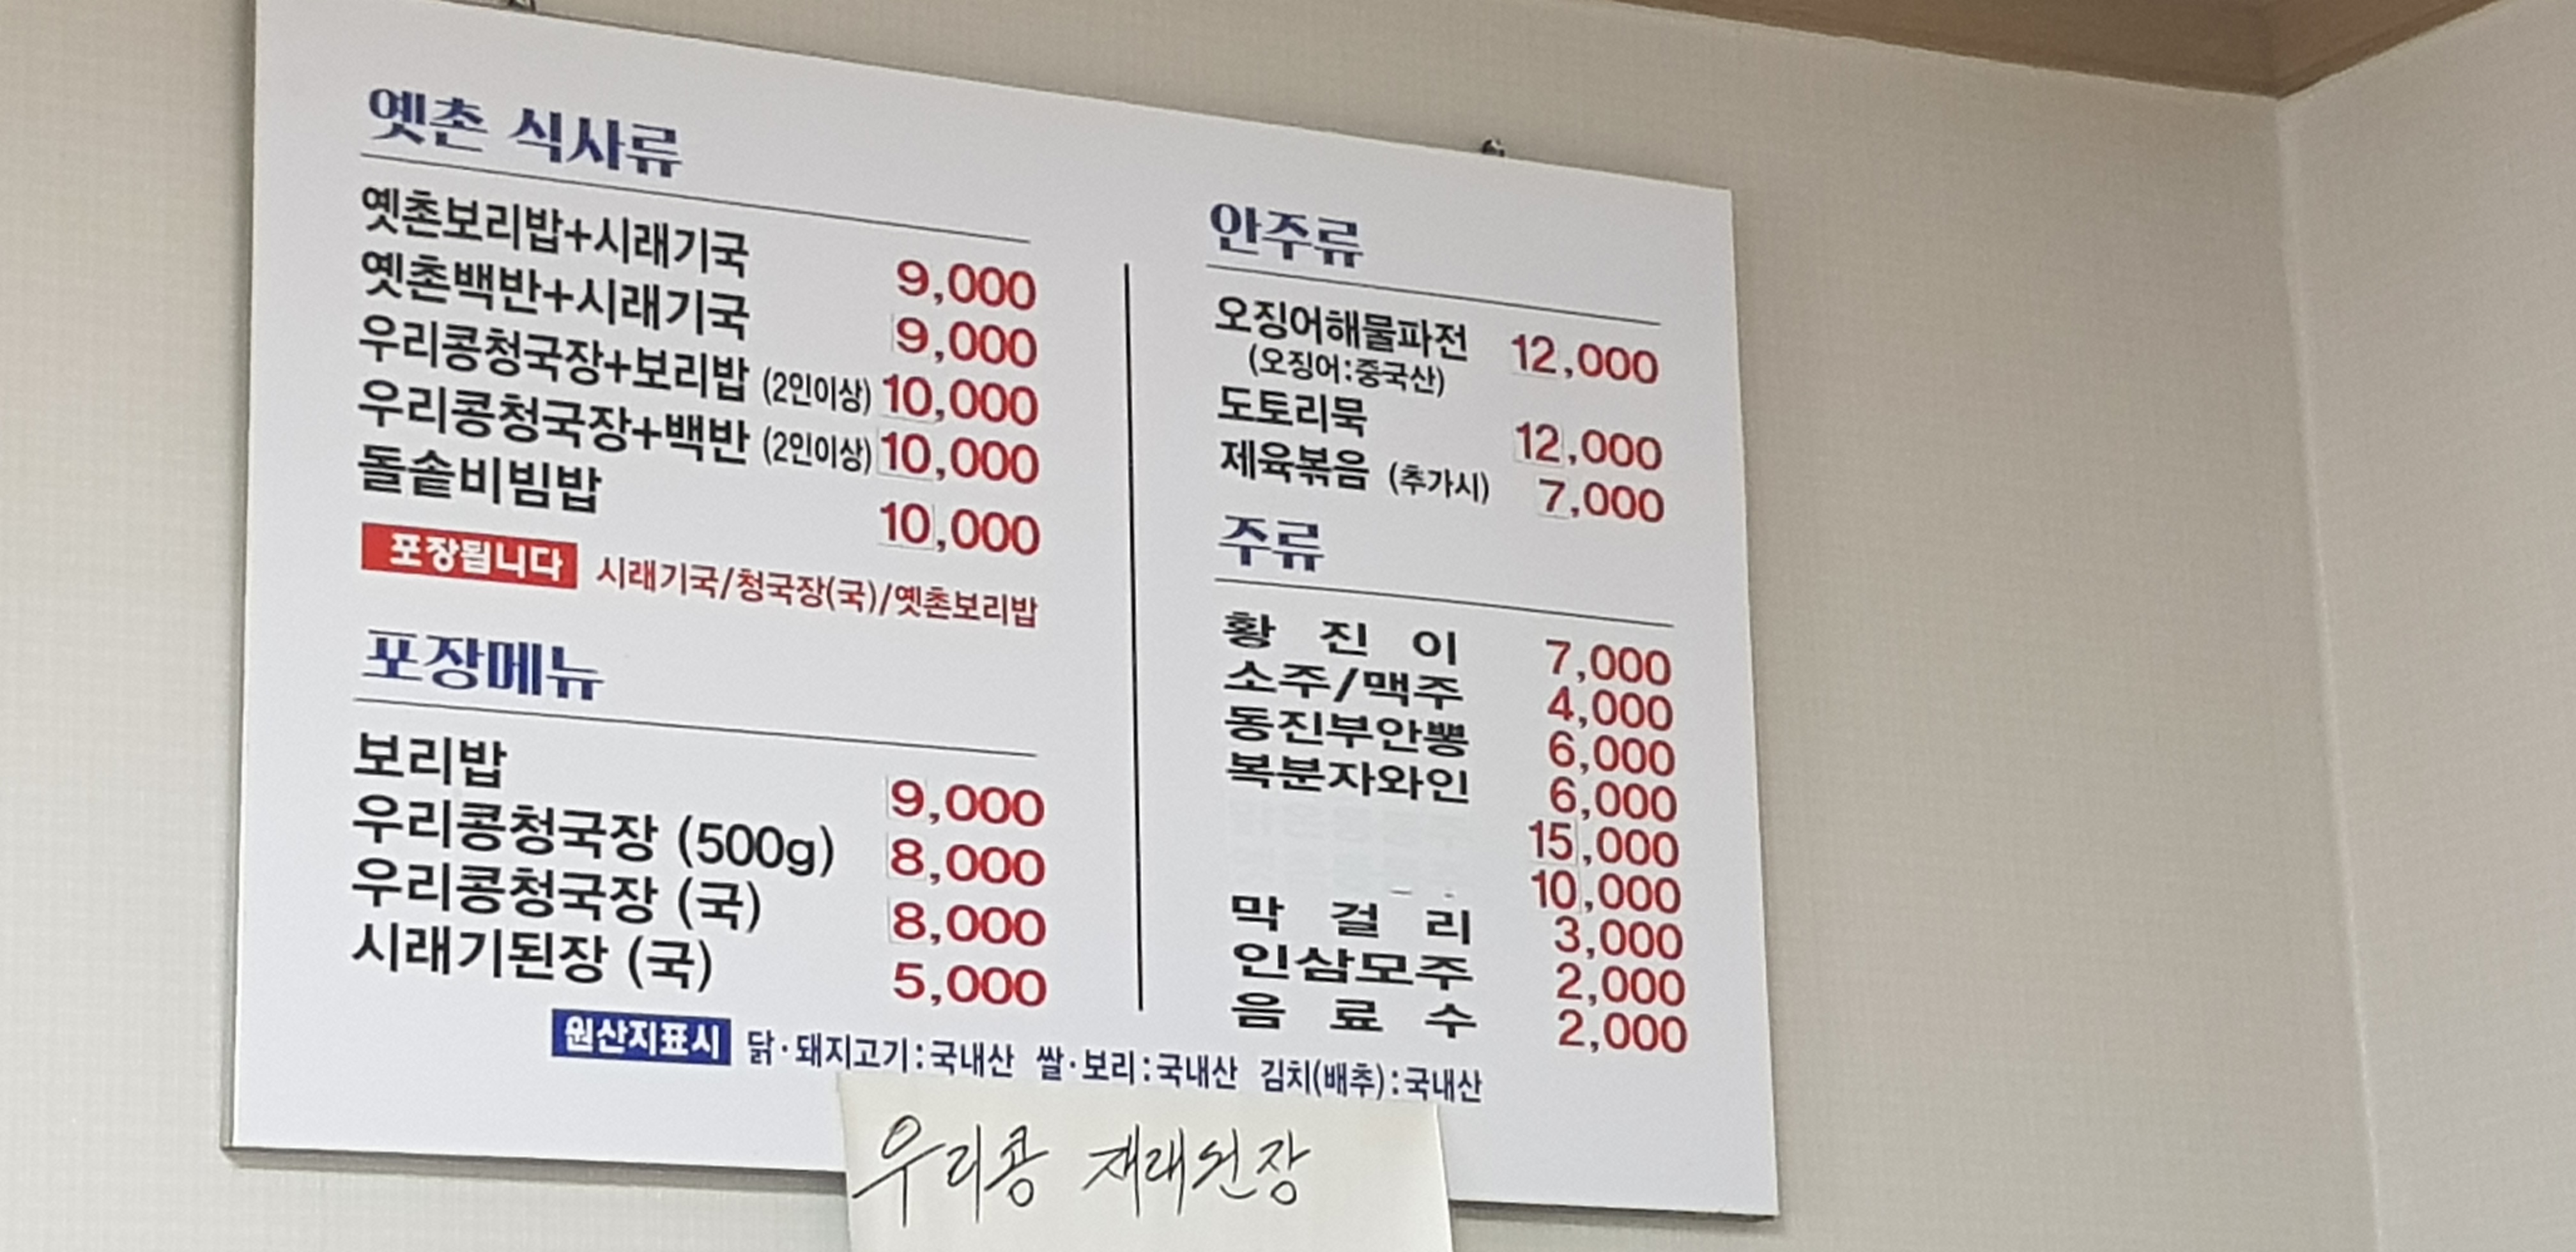 옛촌 식사류
옛촌보리밥+시래기국 9,000
옛촌백반+시래기국 9,000
우리콩청국장+보리밥 (2인이상) 10,000
우리콩청국장+백반 (2인이상) 10,000
돌솥비빔밥 10,000
포장됩니다 시래기국/청국장(국)/옛촌보리밥
포장메뉴
보리밥 9,000
우리콩청국장 (500g) 8,000
우리콩청국장 (국) 8,000
시래기된장 (국) 5,000
안주류
오징어해물파전 12,000
(오징어:중국산)
도토리묵 12,000
제육볶음 (추가시) 7,000
주류
황 진 이 7,000
소주/맥주 4,000
동진부안뽕 6,000
복분자와인 6,000
15,000
10,000
막 걸 리 3,000
인삼모주 2,000
음 료 수 2,000
원산지표시 닭·돼지고기:국내산 쌀·보리:국내산 김치(배추):국내산
우리콩 재래된장